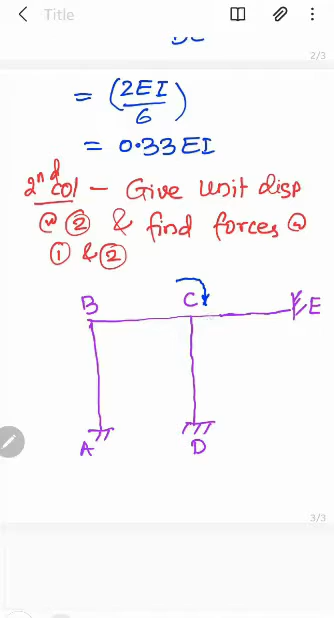 Title
2/3
= (2EI/6)
= 0.33EI
2nd col - Give unit disp
@ ② & find forces @
① & ②
B
C
E
A
D
3/3